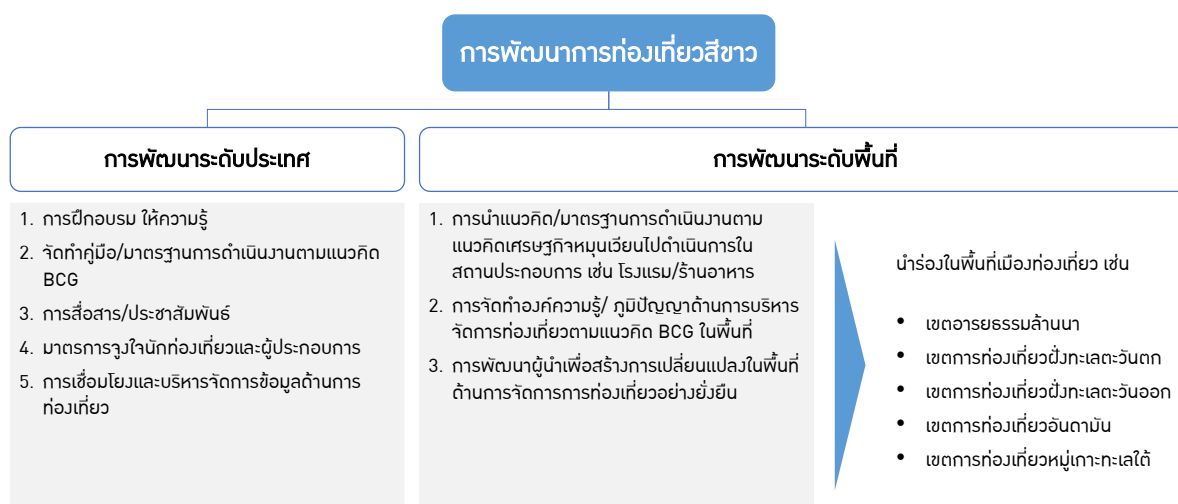 การพัฒนาการท่องเที่ยวสีขาว
การพัฒนาระดับประเทศ
1. การฝึกอบรม ให้ความรู้
2. จัดทำคู่มือ/มาตรฐานการดำเนินงานตามแนวคิด
BCG
3. การสื่อสาร/ประชาสัมพันธ์
4. มาตรการจูงใจนักท่องเที่ยวและผู้ประกอบการ
5. การเชื่อมโยงและบริหารจัดการข้อมูลด้านการ
ท่องเที่ยว
การพัฒนาระดับพื้นที่
1. การนำแนวคิด/มาตรฐานการดำเนินงานตาม
แนวคิดเศรษฐกิจหมุนเวียนไปดำเนินการใน
สถานประกอบการ เช่น โรงแรม/ร้านอาหาร
2. การจัดทำองค์ความรู้/ ภูมิปัญญาด้านการบริหาร
จัดการท่องเที่ยวตามแนวคิด BCG ในพื้นที่
3. การพัฒนาผู้นำเพื่อสร้างการเปลี่ยนแปลงในพื้นที่
ด้านการจัดการการท่องเที่ยวอย่างยั่งยืน
นำร่องในพื้นที่เมืองท่องเที่ยว เช่น
• เขตอารยธรรมล้านนา
• เขตการท่องเที่ยวฝั่งทะเลตะวันตก
• เขตการท่องเที่ยวฝั่งทะเลตะวันออก
• เขตการท่องเที่ยวอันดามัน
• เขตการท่องเที่ยวหมู่เกาะทะเลใต้